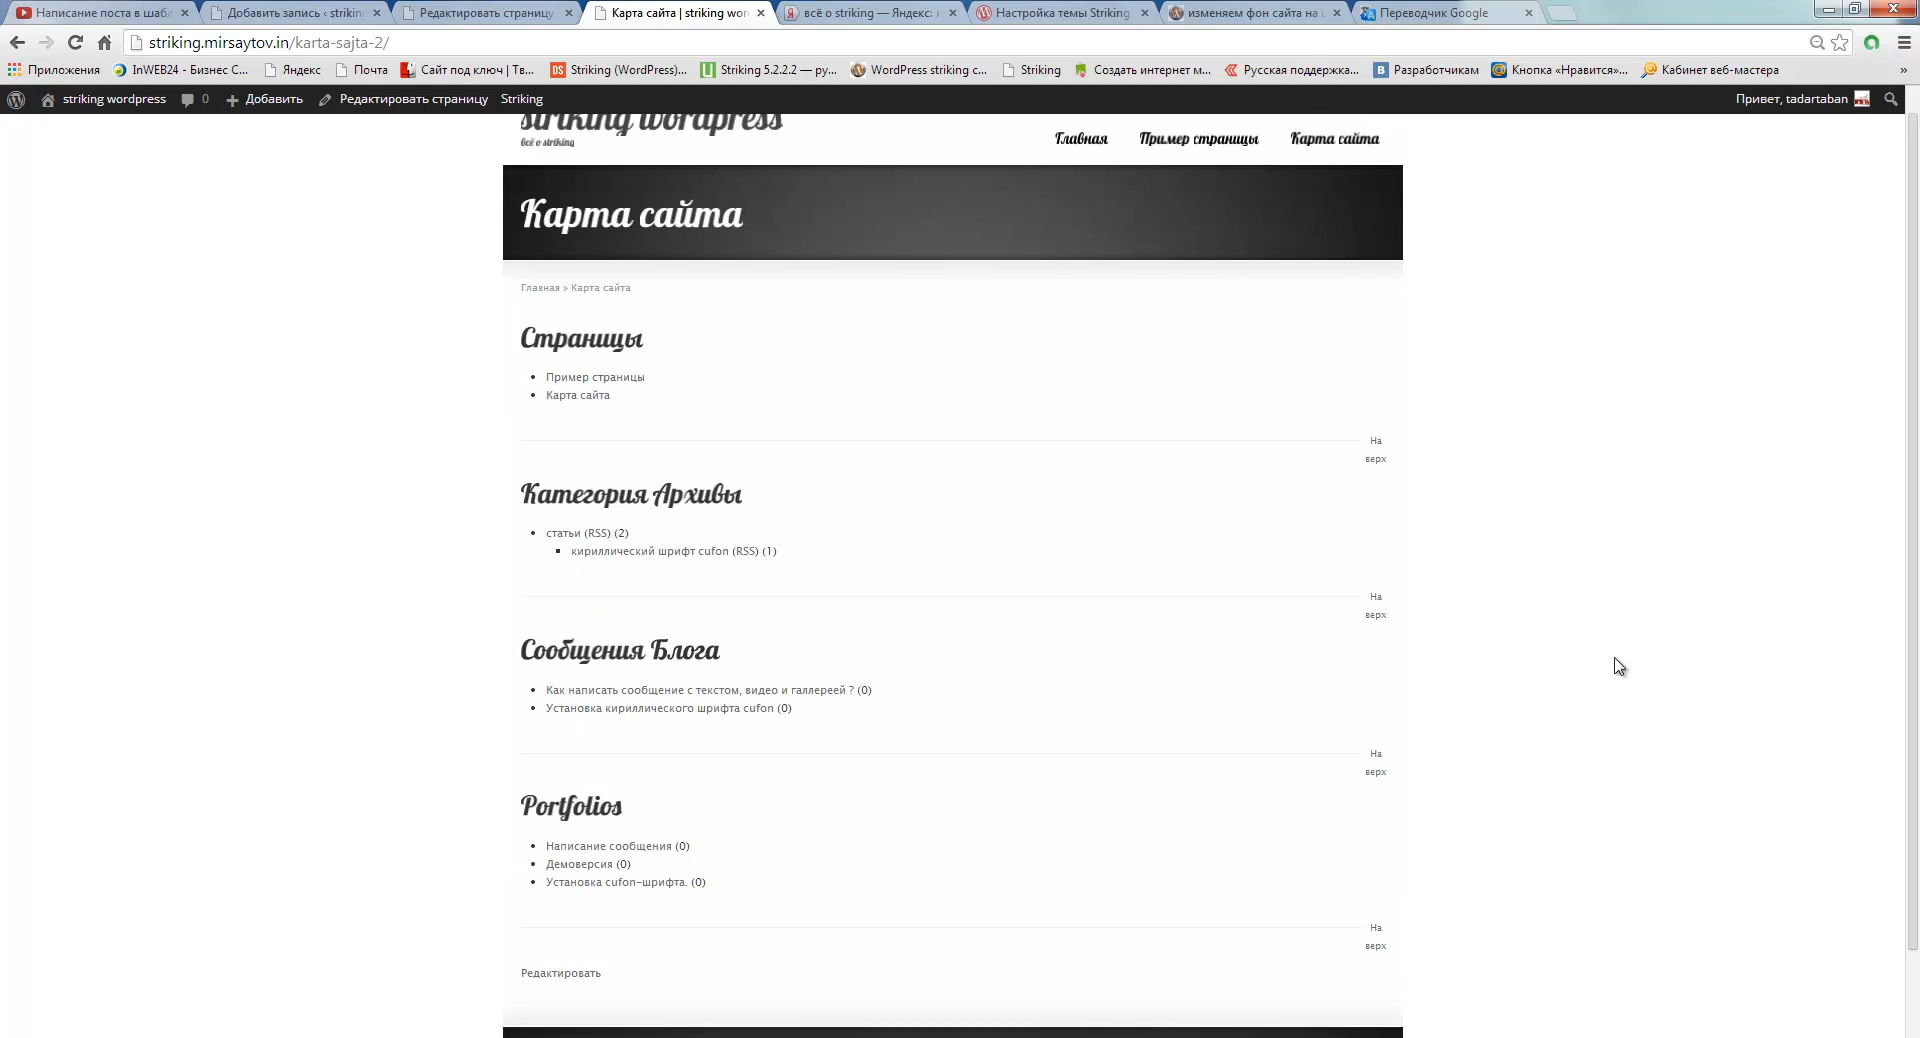 Написание поста в шабл
Добавить запись ‹ striking
Редактировать страницу
Карта сайта | striking wor
всё о striking — Яндекс:
Настройка темы Striking
изменяем фон сайта на
Переводчик Google
striking.mirsaytov.in/karta-sajta-2/
Приложения
InWEB24 - Бизнес С...
Яндекс
Почта
Сайт под ключ | Тв...
Striking (WordPress)...
Striking 5.2.2.2 — ру...
WordPress striking с...
Striking
Создать интернет м...
Русская поддержка...
Разработчикам
Кнопка «Нравится»...
Кабинет веб-мастера
»
striking wordpress
0
Добавить
Редактировать страницу
Striking
Привет, tadartaban
striking wordpress
всё о striking
Главная
Пример страницы
Карта сайта
Карта сайта
Главная » Карта сайта
Страницы
Пример страницы
Карта сайта
На
верх
Категория Архивы
статьи (RSS) (2)
кириллический шрифт cufon (RSS) (1)
На
верх
Сообщения Блога
Как написать сообщение с текстом, видео и галлереей ? (0)
Установка кириллического шрифта cufon (0)
На
верх
Portfolios
Написание сообщения (0)
Демоверсия (0)
Установка cufon-шрифта. (0)
На
верх
Редактировать